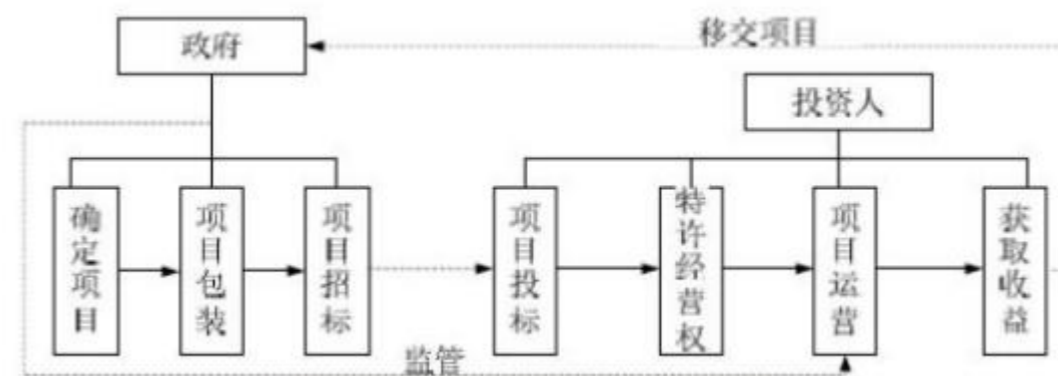 政府
移交项目
投资人
确定项目
项目包装
项目招标
项目投标
特许经营权
项目运营
获取收益
监管